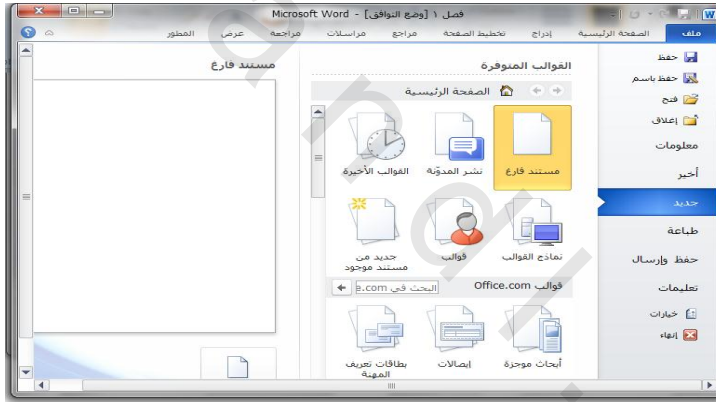 فصل ١ [وضع التوافق] - Microsoft Word
ملف الصفحة الرئيسية إدراج تخطيط الصفحة مراجع مراسلات مراجعة عرض المطور
حفظ
حفظ باسم
فتح
إغلاق
معلومات
أخير
جديد
طباعة
حفظ وإرسال
تعليمات
خيارات
إنهاء
القوالب المتوفرة
الصفحة الرئيسية
مستند فارغ
نشر المدوّنة
القوالب الأخيرة
نماذج القوالب
قوالب
جديد من
مستند موجود
قوالب Office.com
البحث في e.com
أبحاث موجزة
إيصالات
بطاقات تعريف
المهنة
مستند فارغ